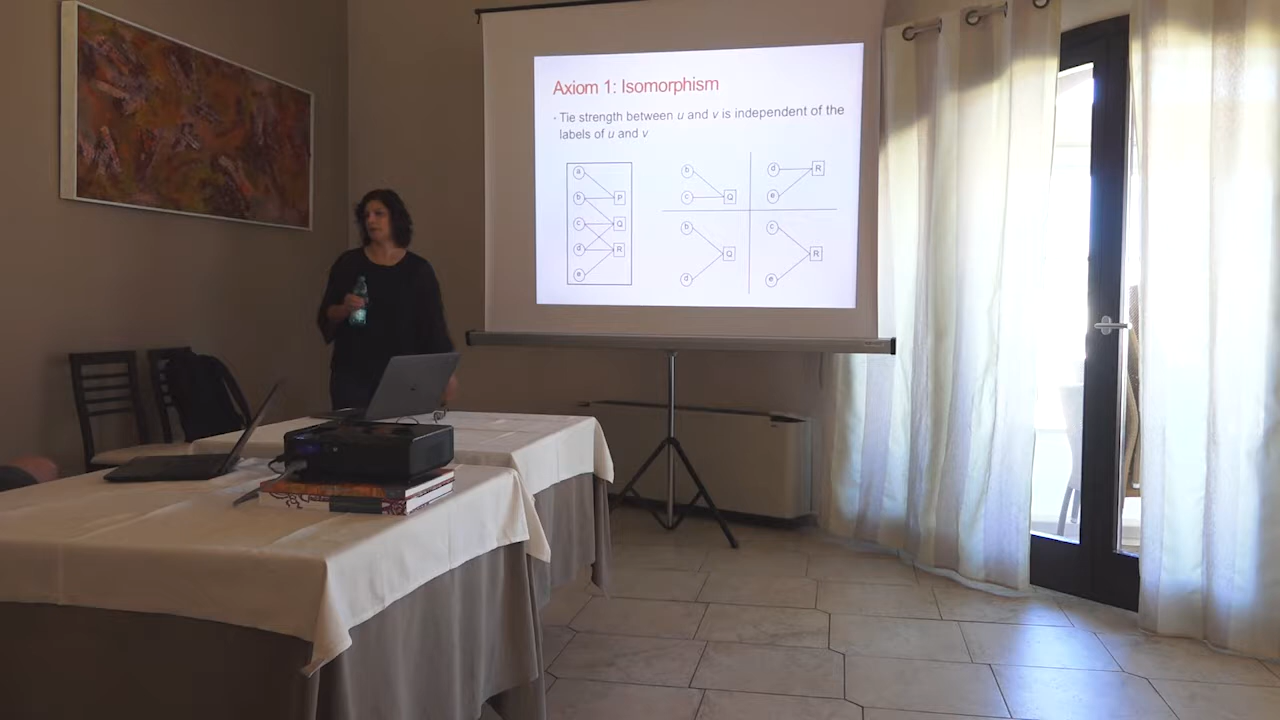 Axiom 1: Isomorphism
· Tie strength between u and v is independent of the
labels of u and v
a
b
P
c
Q
d
R
e
b
c
Q
d
R
e
b
Q
d
c
R
e